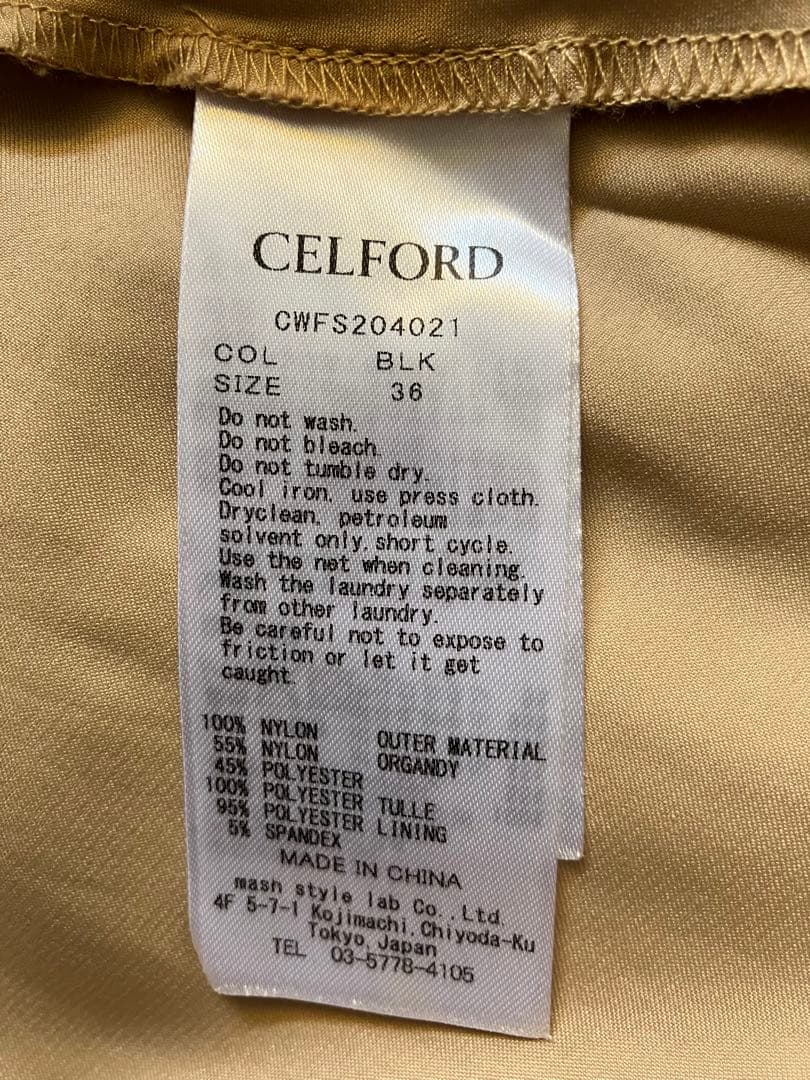 CELFORD
CWFS204021
COL BLK
SIZE 36
Do not wash.
Do not bleach.
Do not tumble dry.
Cool iron, use press cloth.
Dryclean, petroleum
solvent only, short cycle.
Use the net when cleaning.
Wash the laundry separately
from other laundry.
Be careful not to expose to
friction or let it get
caught.
100% NYLON OUTER MATERIAL
55% NYLON ORGANDY
45% POLYESTER
100% POLYESTER TULLE
95% POLYESTER LINING
5% SPANDEX
MADE IN CHINA
mash style lab Co.,Ltd.
4F 5-7-1 Kojimachi, Chiyoda-Ku
Tokyo, Japan
TEL 03-5778-4105